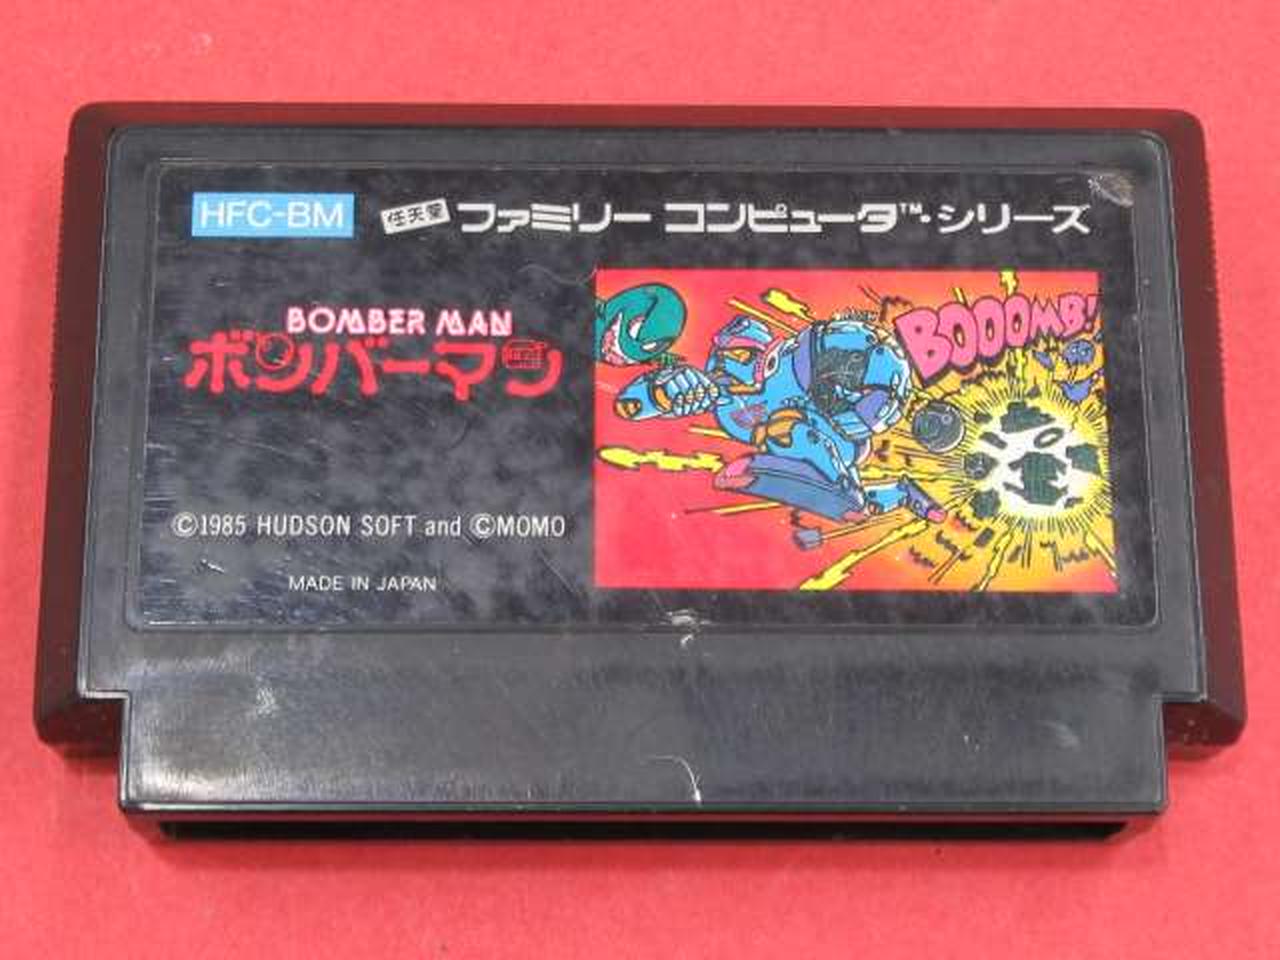 HFC-BM
任天堂 ファミリー コンピュータ™・シリーズ
BOMBER MAN
ボンバーマン
BOOOMB!
©1985 HUDSON SOFT and ©MOMO
MADE IN JAPAN